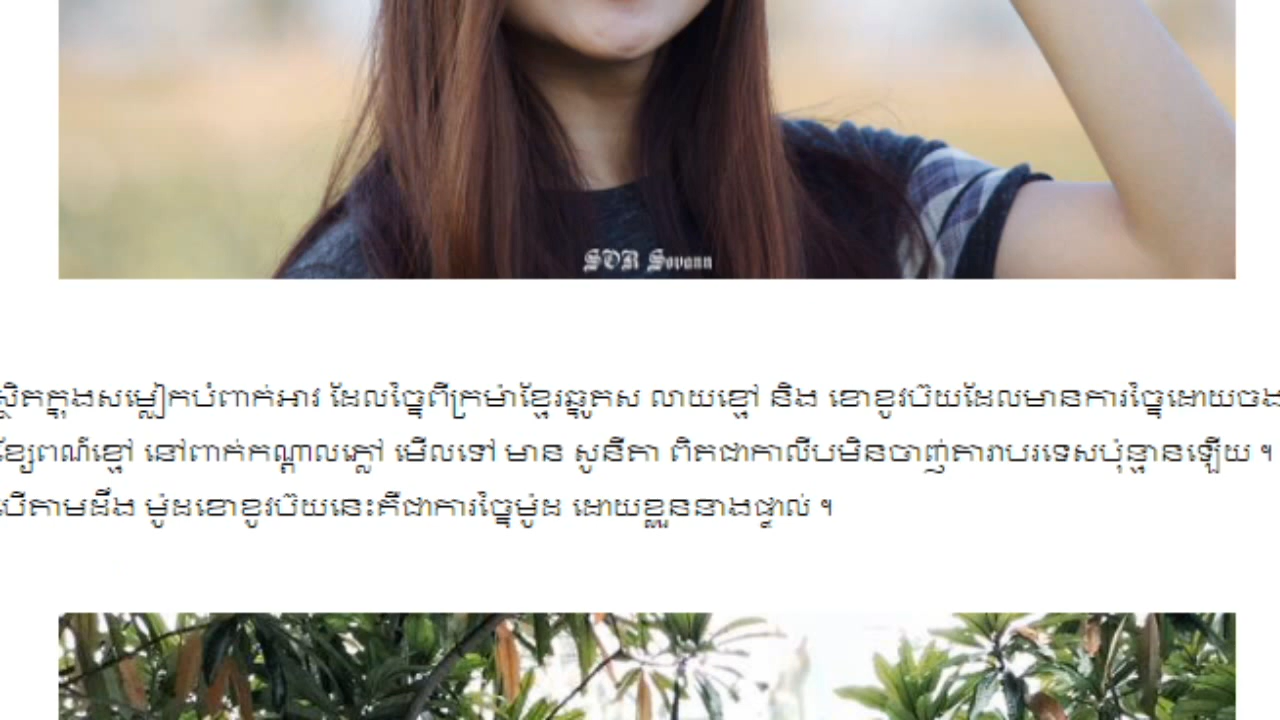 SOR Sovann
ស្ថិតក្នុងសម្លៀកបំពាក់អាវ ដែលច្នៃពីក្រម៉ាខ្មែរឆ្នូតស លាយខ្មៅ និង ខោខូវប៊យដែលមានការច្នៃដោយចង
ខ្សែពណ៌ខ្មៅ នៅពាក់កណ្តាលភ្លៅ មើលទៅ មាន សូនីតា ពិតជាកាលីបមិនចាញ់តារាបរទេសប៉ុន្មានឡើយ ។
បើតាមដឹង ម៉ូដខោខូវប៊យនេះគឺជាការច្នៃម៉ូដ ដោយខ្លួននាងផ្ទាល់ ។